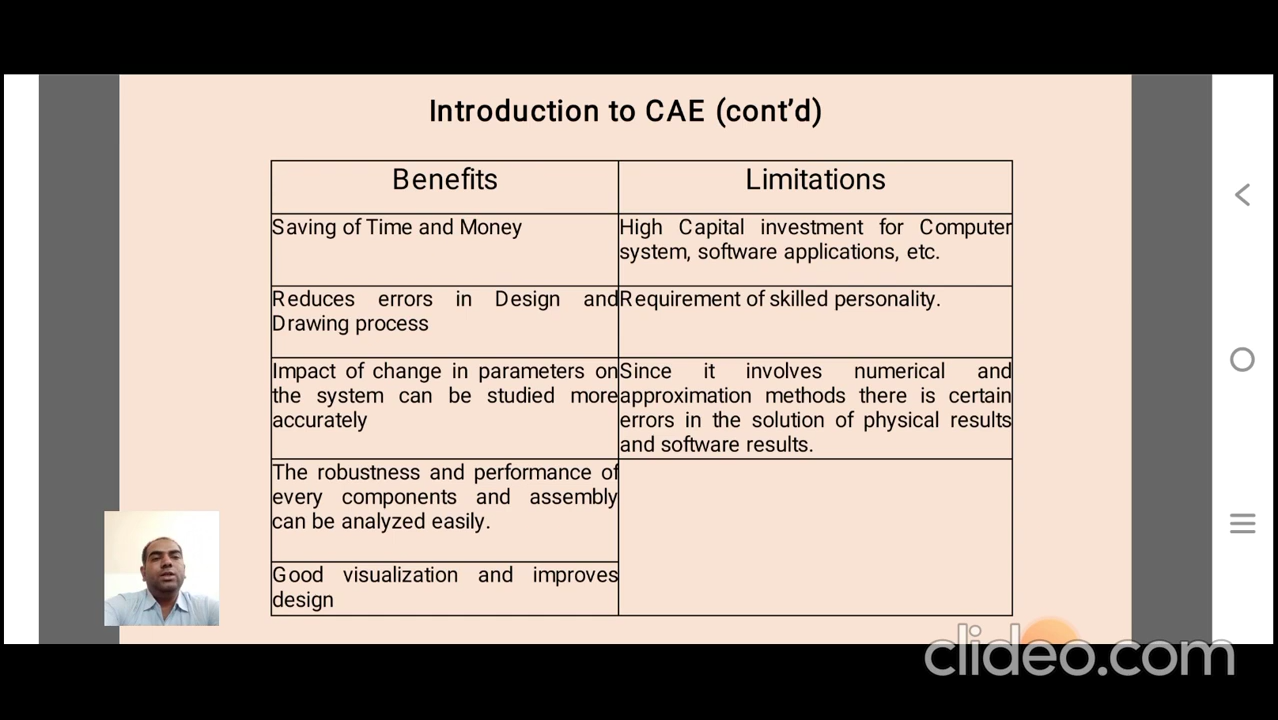 Introduction to CAE (cont’d)
Benefits
Limitations
Saving of Time and Money
High Capital investment for Computer
system, software applications, etc.
Reduces errors in Design and
Drawing process
Requirement of skilled personality.
Impact of change in parameters on
the system can be studied more
accurately
Since it involves numerical and
approximation methods there is certain
errors in the solution of physical results
and software results.
The robustness and performance of
every components and assembly
can be analyzed easily.
Good visualization and improves
design
clideo.com